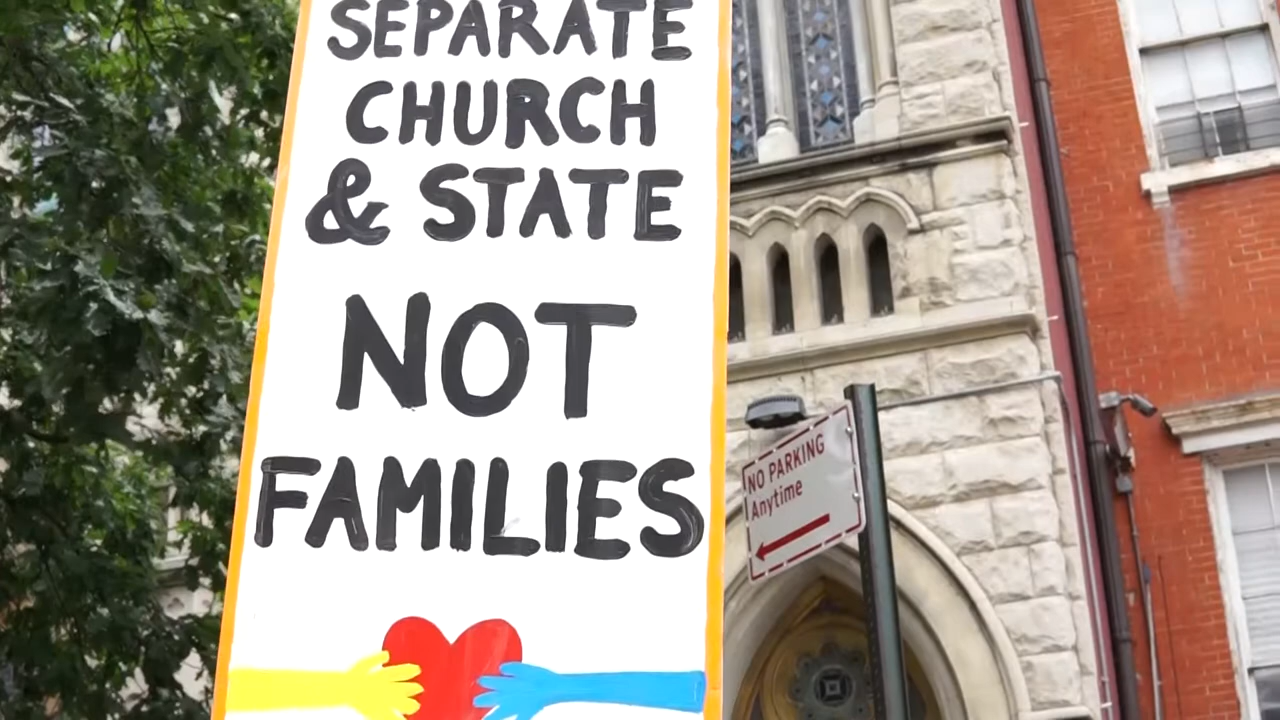 SEPARATE
CHURCH
& STATE
NOT
FAMILIES
NO PARKING
Anytime